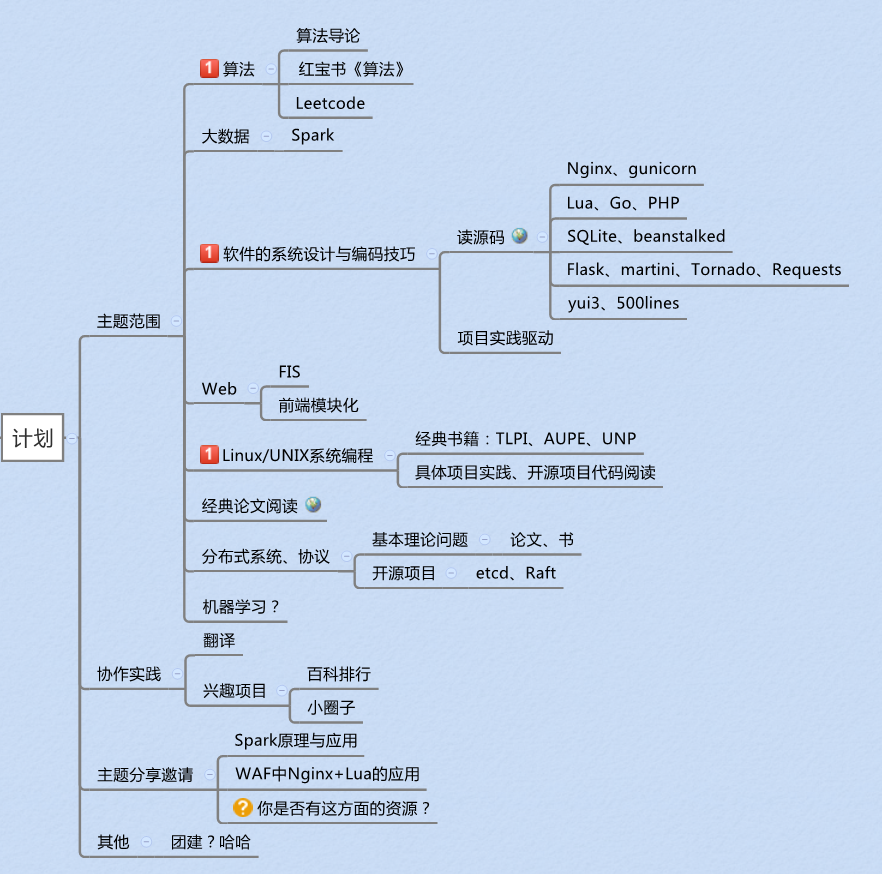 算法导论
1 算法
红宝书《算法》
Leetcode
大数据
Spark
Nginx、gunicorn
Lua、Go、PHP
读源码
SQLite、beanstalked
1 软件的系统设计与编码技巧
Flask、martini、Tornado、Requests
yui3、500lines
主题范围
项目实践驱动
FIS
Web
前端模块化
计划
经典书籍：TLPI、AUPE、UNP
1 Linux/UNIX系统编程
具体项目实践、开源项目代码阅读
经典论文阅读
基本理论问题
论文、书
分布式系统、协议
开源项目
etcd、Raft
机器学习？
翻译
协作实践
百科排行
兴趣项目
小圈子
Spark原理与应用
主题分享邀请
WAF中Nginx+Lua的应用
? 你是否有这方面的资源？
其他
团建？哈哈